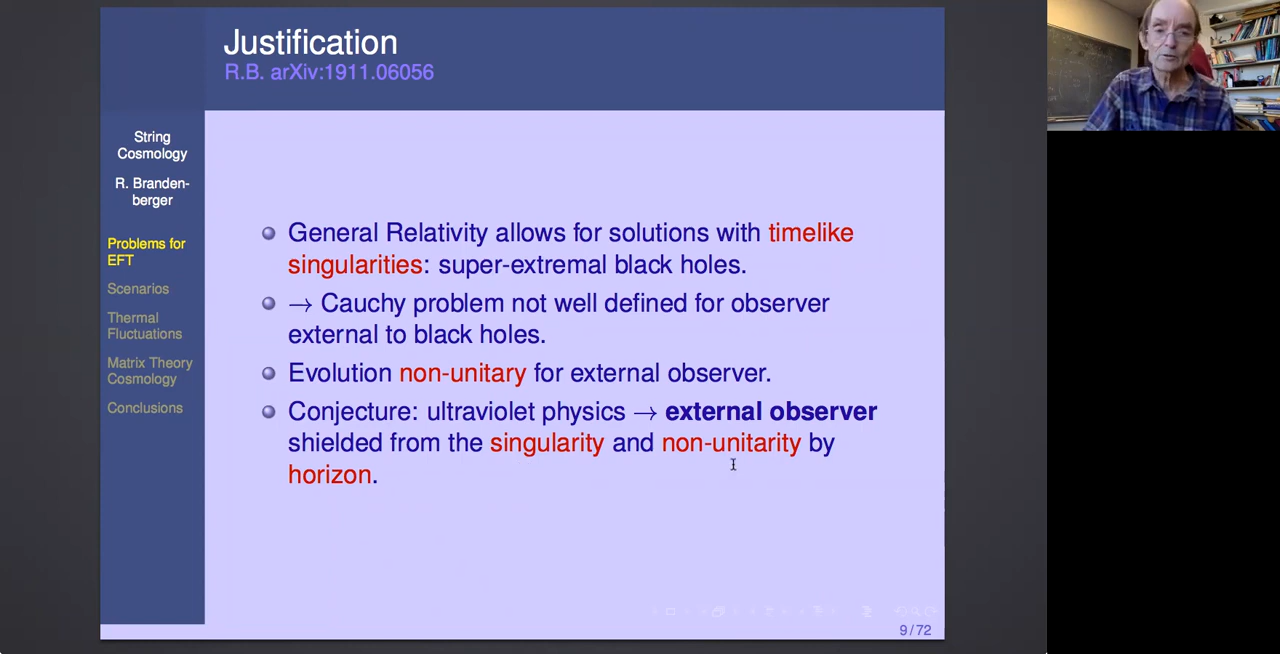 Justification
R.B. arXiv:1911.06056
String
Cosmology
R. Branden-
berger
Problems for
EFT
Scenarios
Thermal
Fluctuations
Matrix Theory
Cosmology
Conclusions
General Relativity allows for solutions with timelike
singularities: super-extremal black holes.
→ Cauchy problem not well defined for observer
external to black holes.
Evolution non-unitary for external observer.
Conjecture: ultraviolet physics → external observer
shielded from the singularity and non-unitarity by
horizon.
9/72